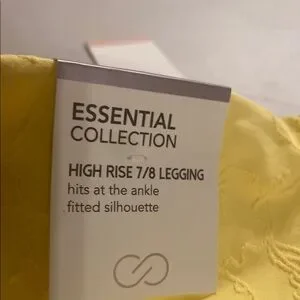 ESSENTIAL
COLLECTION
HIGH RISE 7/8 LEGGING
hits at the ankle
fitted silhouette